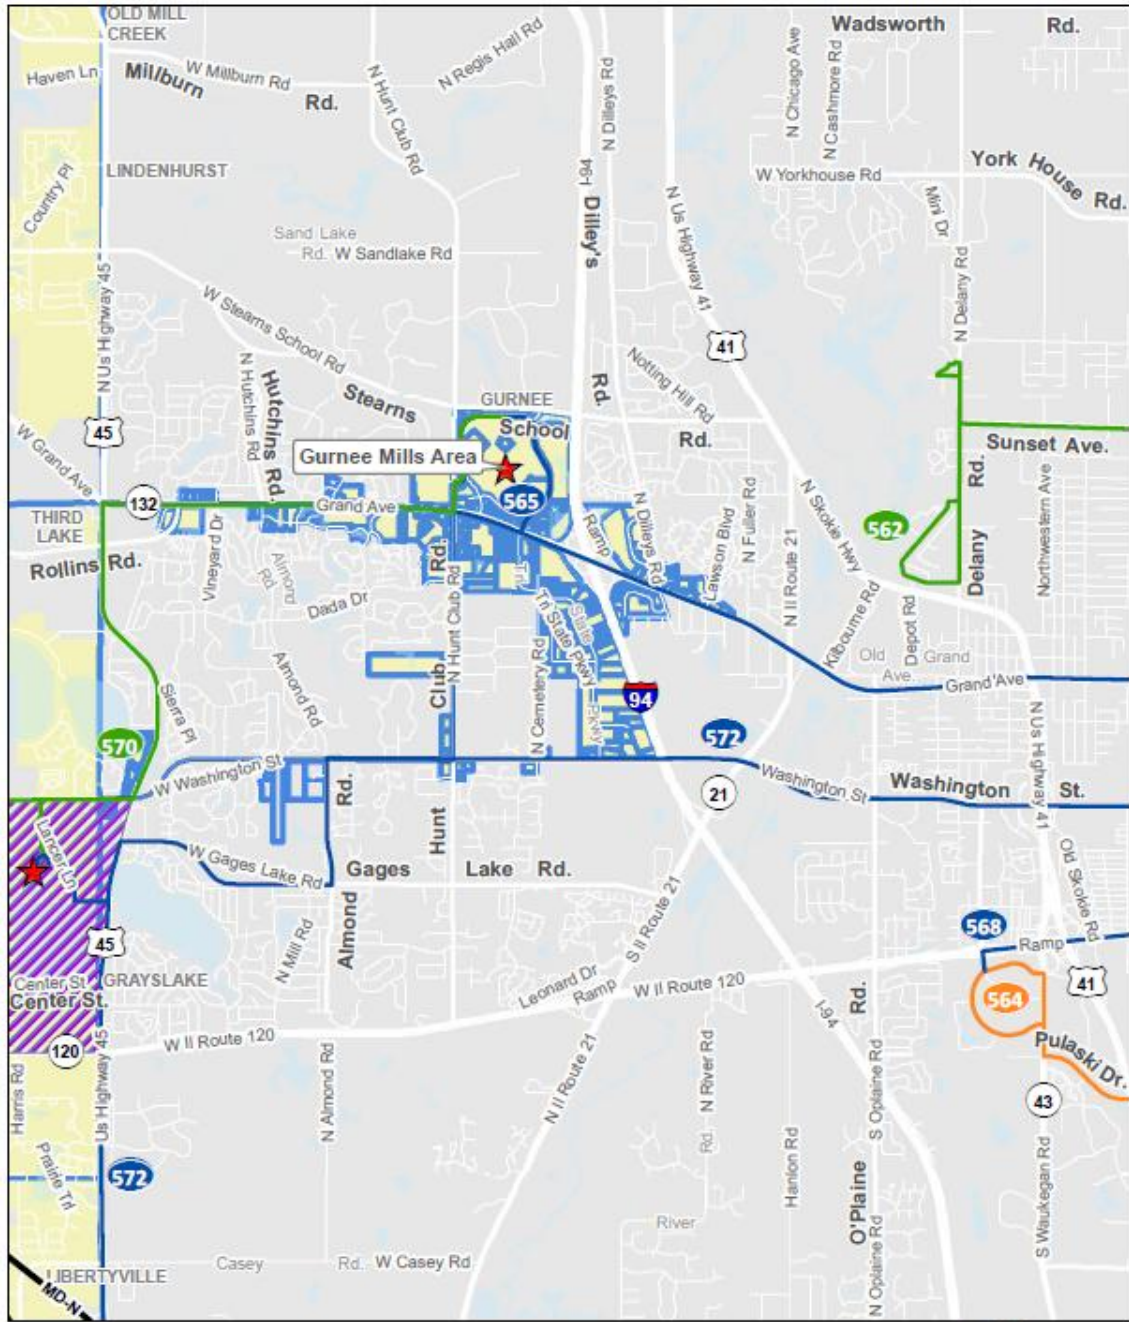 OLD MILL
CREEK
Wadsworth
Rd.
Haven Ln
Millburn
W Millburn Rd
Rd.
N Regis Hall Rd
N Hunt Club Rd
N Dilleys Rd
N Chicago Ave
N Cashmore Rd
Country Pl
LINDENHURST
I-94
Dilley's
W Yorkhouse Rd
York House
Rd.
Mini Dr
Sand Lake
Rd.
W Sandlake Rd
N Us Highway 41
N Delany Rd
N Us Highway 45
W Stearns School Rd
41
Notting Hill Rd
N Hutchins Rd
Hutchins Rd.
Stearns
GURNEE
School
Rd.
Rd.
Sunset Ave.
45
W Grand Ave
Gurnee Mills Area
565
132
Grand Ave
THIRD
LAKE
Rollins Rd.
Vineyard Dr
Almond
Rd
Dada Dr
Rd.
N Hunt Club Rd
Club
Ramp
N Dilleys Rd
Lawson Blvd
N Fuller Rd
N Il Route 21
N Skokie Hwy
562
Rd.
Delany
Northwestern Ave
Tri State Pkwy
State
Pkwy
N Cemetery Rd
Kilbourne Rd
Depot Rd
Old
Grand
Ave.
Grand Ave
Almond Rd
Sierra Pl
94
570
572
N Us Highway 41
W Washington St
Rd.
Hunt
21
Washington St
Washington
St.
Lancer Ln
W Gages Lake Rd
Gages
Lake
Rd.
Almond
S Il Route 21
Old Skokie Rd
45
568
Ramp
N Mill Rd
Center St
GRAYSLAKE
Center St.
Leonard Dr
Ramp
W Il Route 120
I-94
Rd.
564
41
120
W Il Route 120
Pulaski Dr.
Harris Rd
Us Highway 45
N Almond Rd
N Il Route 21
N River Rd
Rd.
S Oplaine Rd
43
Prairie Trl
572
Hanlon Rd
O'Plaine
S Waukegan Rd
River
N Oplaine Rd
Casey
Rd.
W Casey Rd
LIBERTYVILLE
MD-N